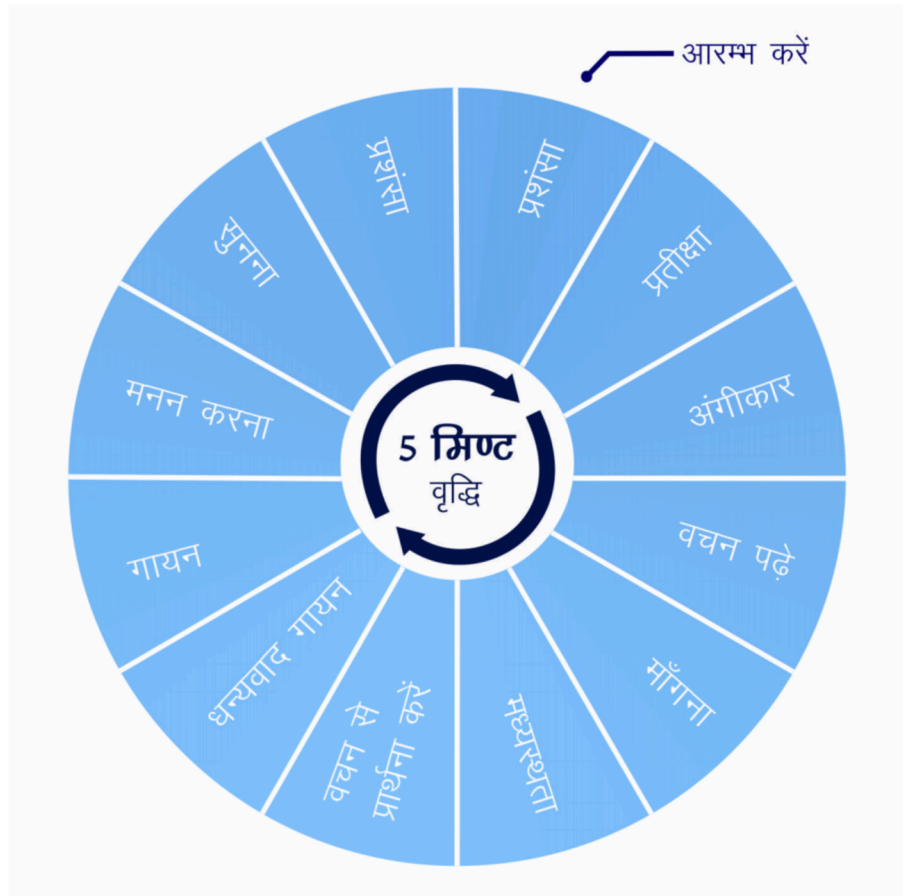 आरम्भ करें
प्रशंसा
प्रतीक्षा
अंगीकार
वचन पढ़े
माँगना
मध्यस्थता
वचन से
प्रार्थना करें
धन्यवाद गायन
गायन
मनन करना
सुनना
प्रशंसा
5 मिण्ट
वृद्धि